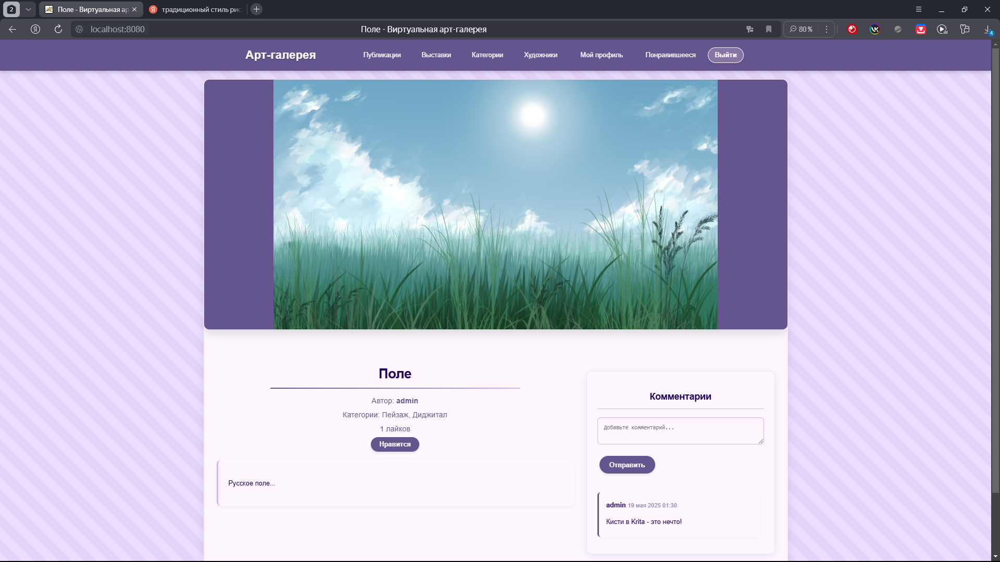 2
Поле - Виртуальная ар
традиционный стиль рис
localhost:8080
Поле - Виртуальная арт-галерея
80 %
4
Арт-галерея
Публикации
Выставки
Категории
Художники
Мой профиль
Понравившееся
Выйти
Поле
Автор: admin
Категории: Пейзаж, Диджитал
1 лайков
Нравится
Русское поле...
Комментарии
Добавьте комментарий...
Отправить
admin 19 мая 2025 01:30
Кисти в Krita - это нечто!